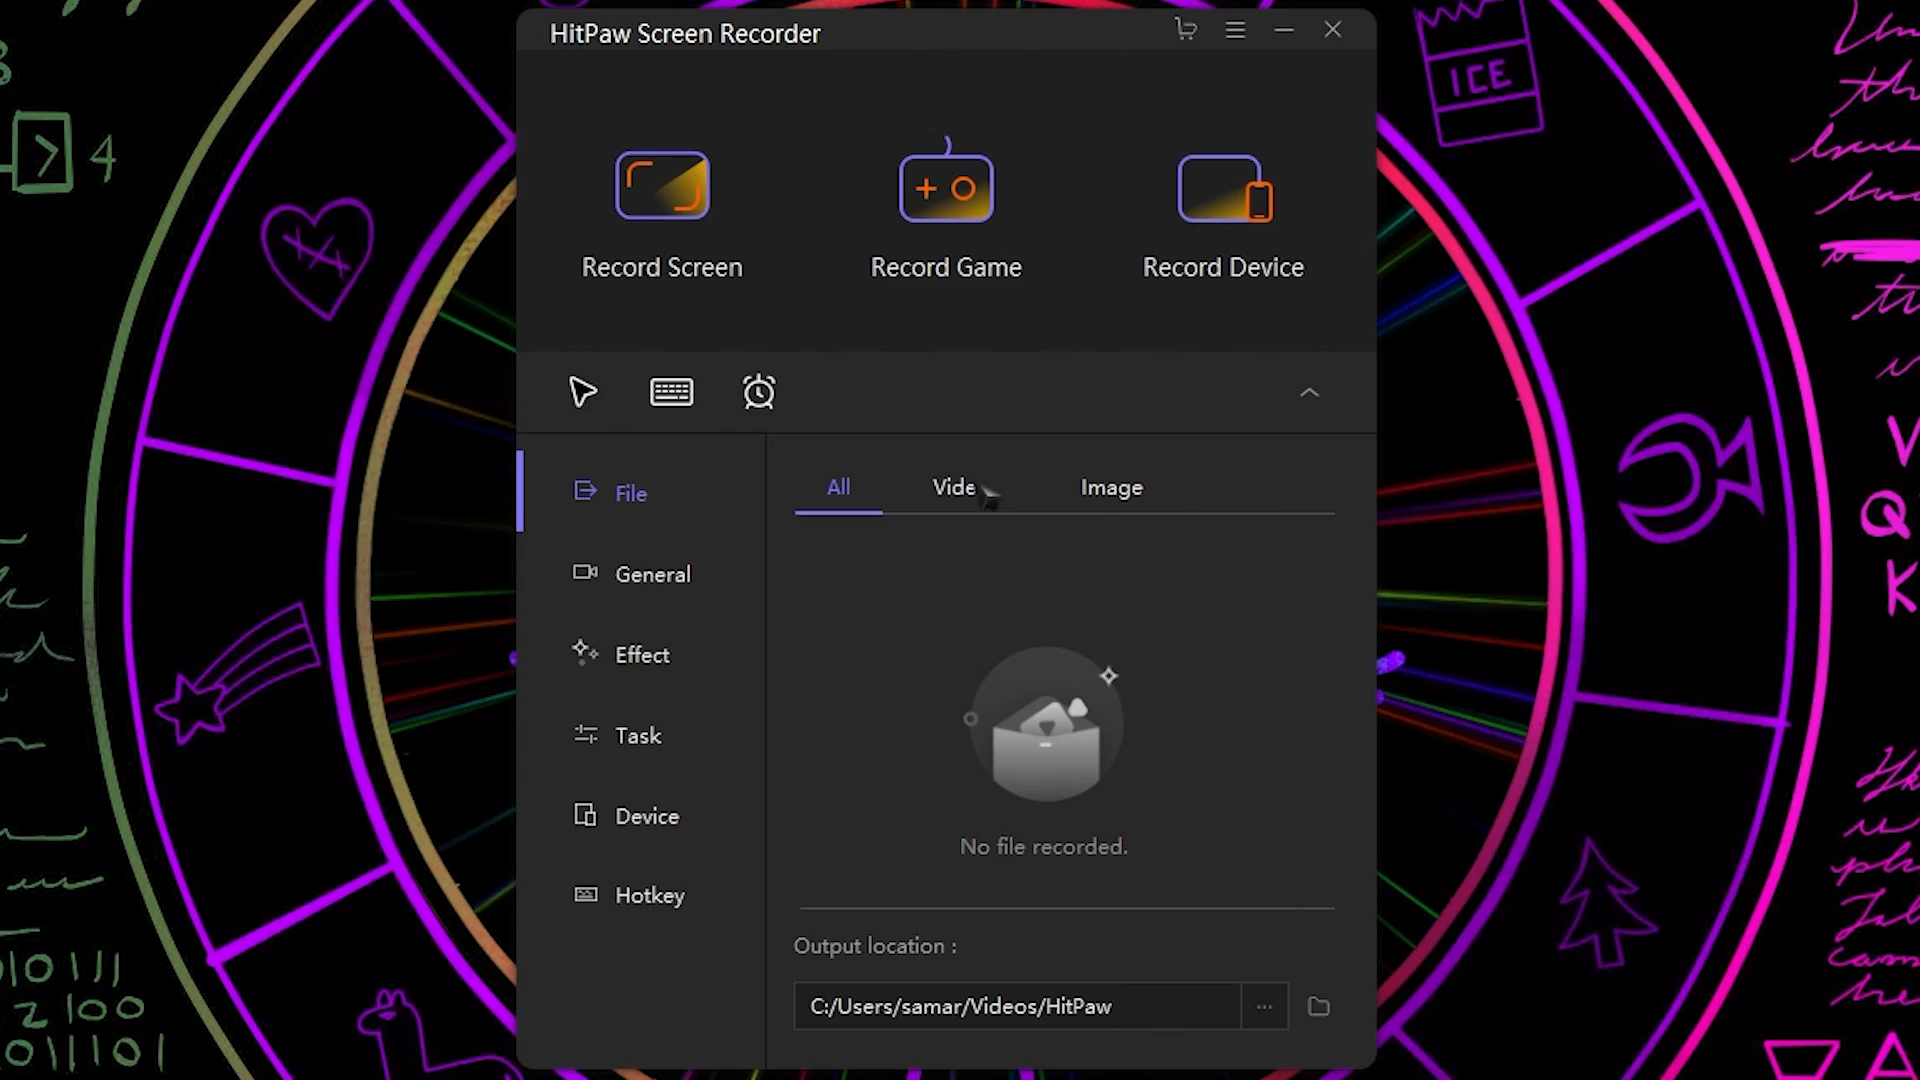 HitPaw Screen Recorder
ICE
4
Record Screen
Record Game
Record Device
File
All
Vide
Image
General
Effect
Task
Device
Hotkey
V
Q
K
No file recorded.
Output location :
C:/Users/samar/Videos/HitPaw
...